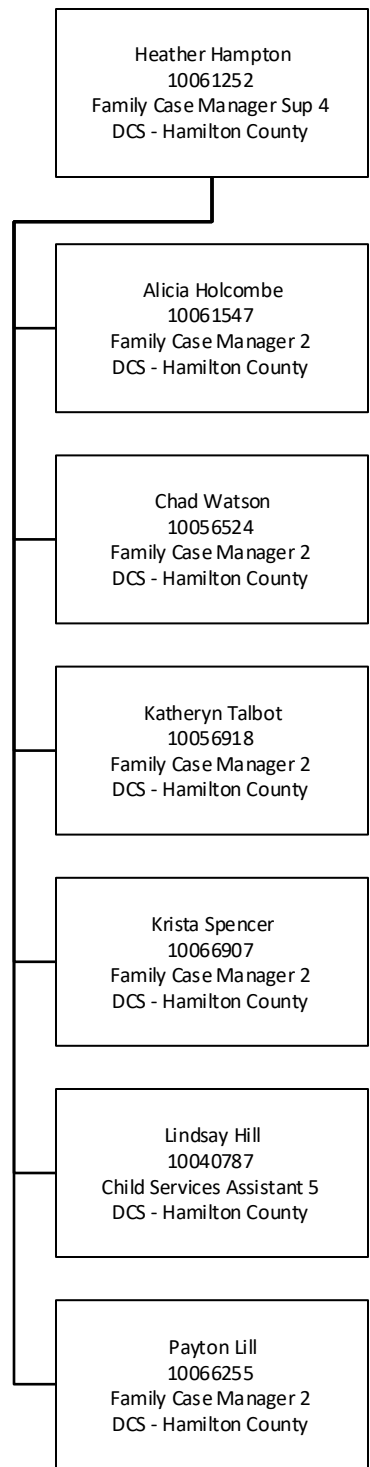 Heather Hampton
10061252
Family Case Manager Sup 4
DCS - Hamilton County
Alicia Holcombe
10061547
Family Case Manager 2
DCS - Hamilton County
Chad Watson
10056524
Family Case Manager 2
DCS - Hamilton County
Katheryn Talbot
10056918
Family Case Manager 2
DCS - Hamilton County
Krista Spencer
10066907
Family Case Manager 2
DCS - Hamilton County
Lindsay Hill
10040787
Child Services Assistant 5
DCS - Hamilton County
Payton Lill
10066255
Family Case Manager 2
DCS - Hamilton County